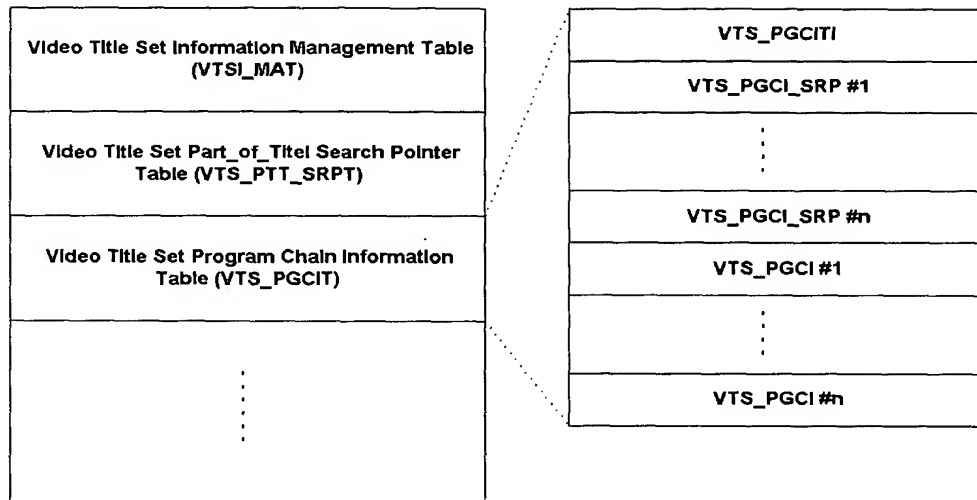 Video Title Set Information Management Table
(VTSI_MAT)
Video Title Set Part_of_Titel Search Pointer
Table (VTS_PTT_SRPT)
Video Title Set Program Chain Information
Table (VTS_PGCIT)
VTS_PGCITI
VTS_PGCI_SRP #1
VTS_PGCI_SRP #n
VTS_PGCI #1
VTS_PGCI #n